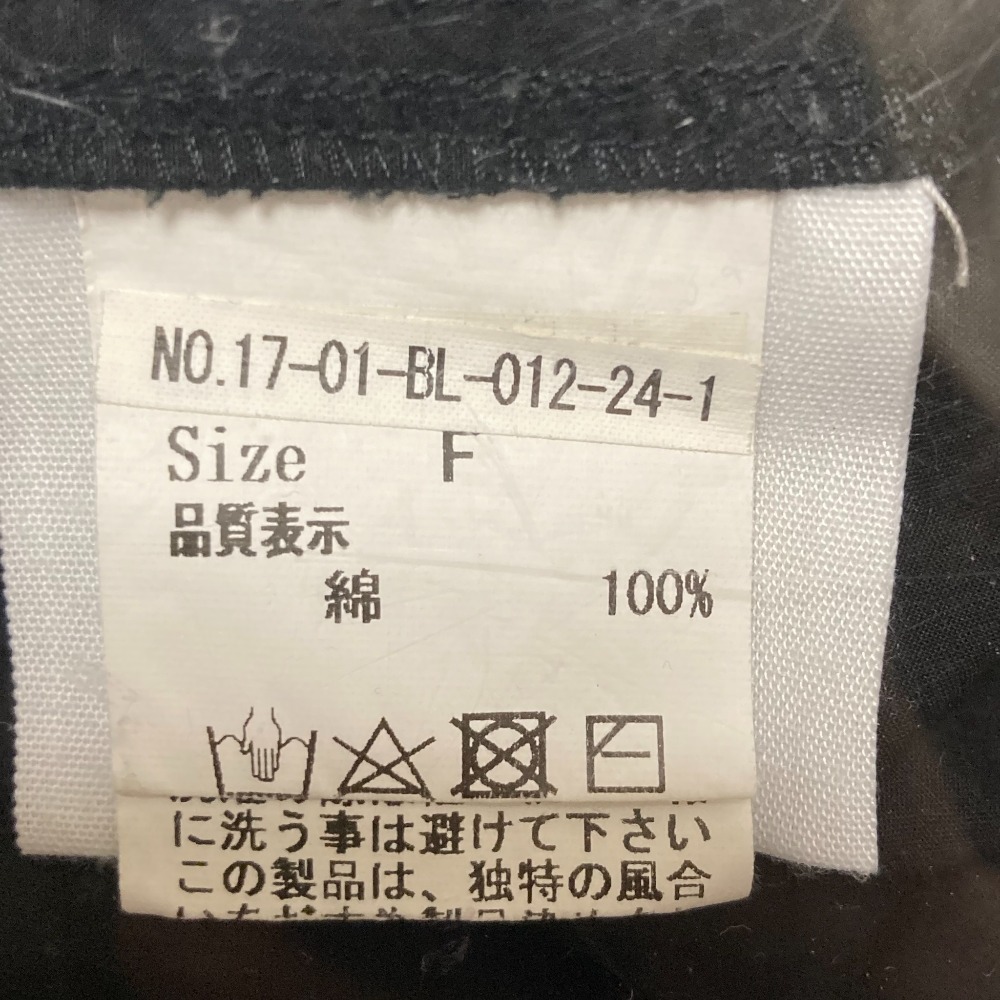 NO.17-01-BL-012-24-1
Size F
品質表示
綿 100%
に洗う事は避けて下さい
この製品は、独特の風合